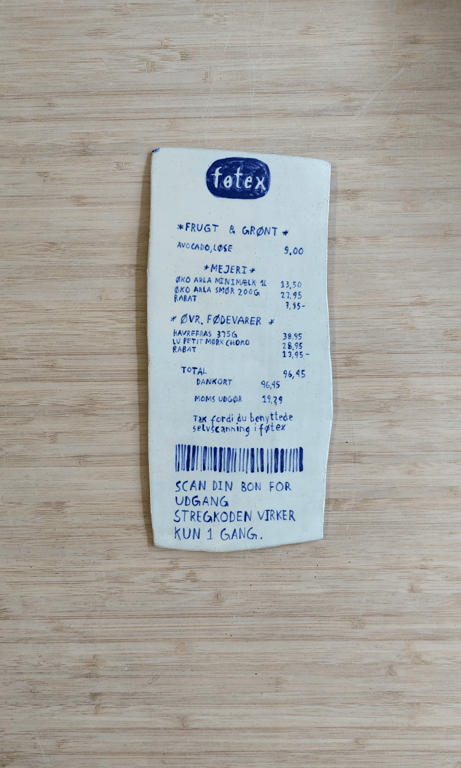 føtex
*FRUGT & GRØNT *
AVOCADO, LØSE 9,00
*MEJERI*
ØKO ARLA MINIMÆLK 1L 13,50
ØKO ARLA SMØR 200G 22,95
RABAT 7,95-
* ØVR. FØDEVARER *
HAVREFRAS 375G 38,95
LU PETIT MØRK CHOKO 28,95
RABAT 13,95-
TOTAL 96,45
DANKORT 96,45
MOMS UDGØR 19,29
Tak fordi du benyttede
selvscanning i føtex
SCAN DIN BON FOR
UDGANG
STREGKODEN VIRKER
KUN 1 GANG.